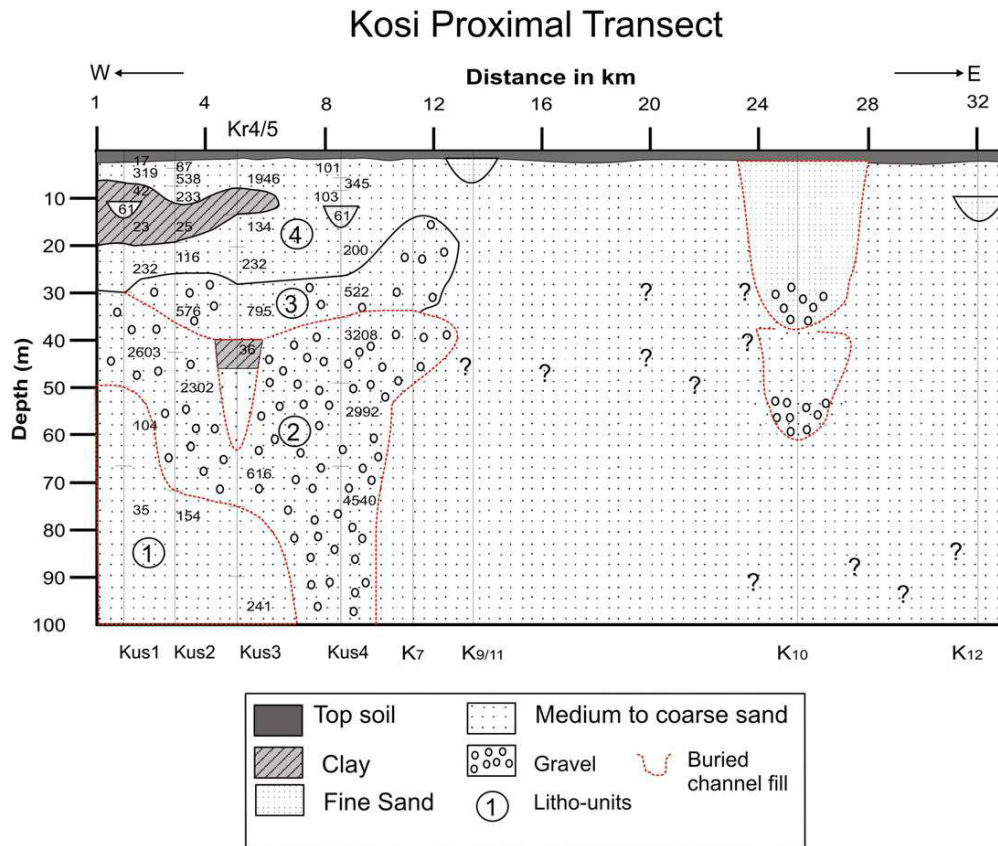 Kosi Proximal Transect
W E
Distance in km
1 4 8 12 16 20 24 28 32
Kr4/5
17 67 101
319 538 1946 345
10 42 233 103
61 61
23 25 134 4
20 116 200
232 232
30 3 522 ? ?
576 795
3208
40 36 ? ?
2603 ? ?
2302 ?
50
2992
104 2
60
616
70
4540
35 154
80
1 ?
?
90 ?
?
241
100
Depth (m)
Kus1 Kus2 Kus3 Kus4 K7 K9/11 K10 K12
Top soil Medium to coarse sand
Clay Gravel Buried channel fill
Fine Sand 1 Litho-units